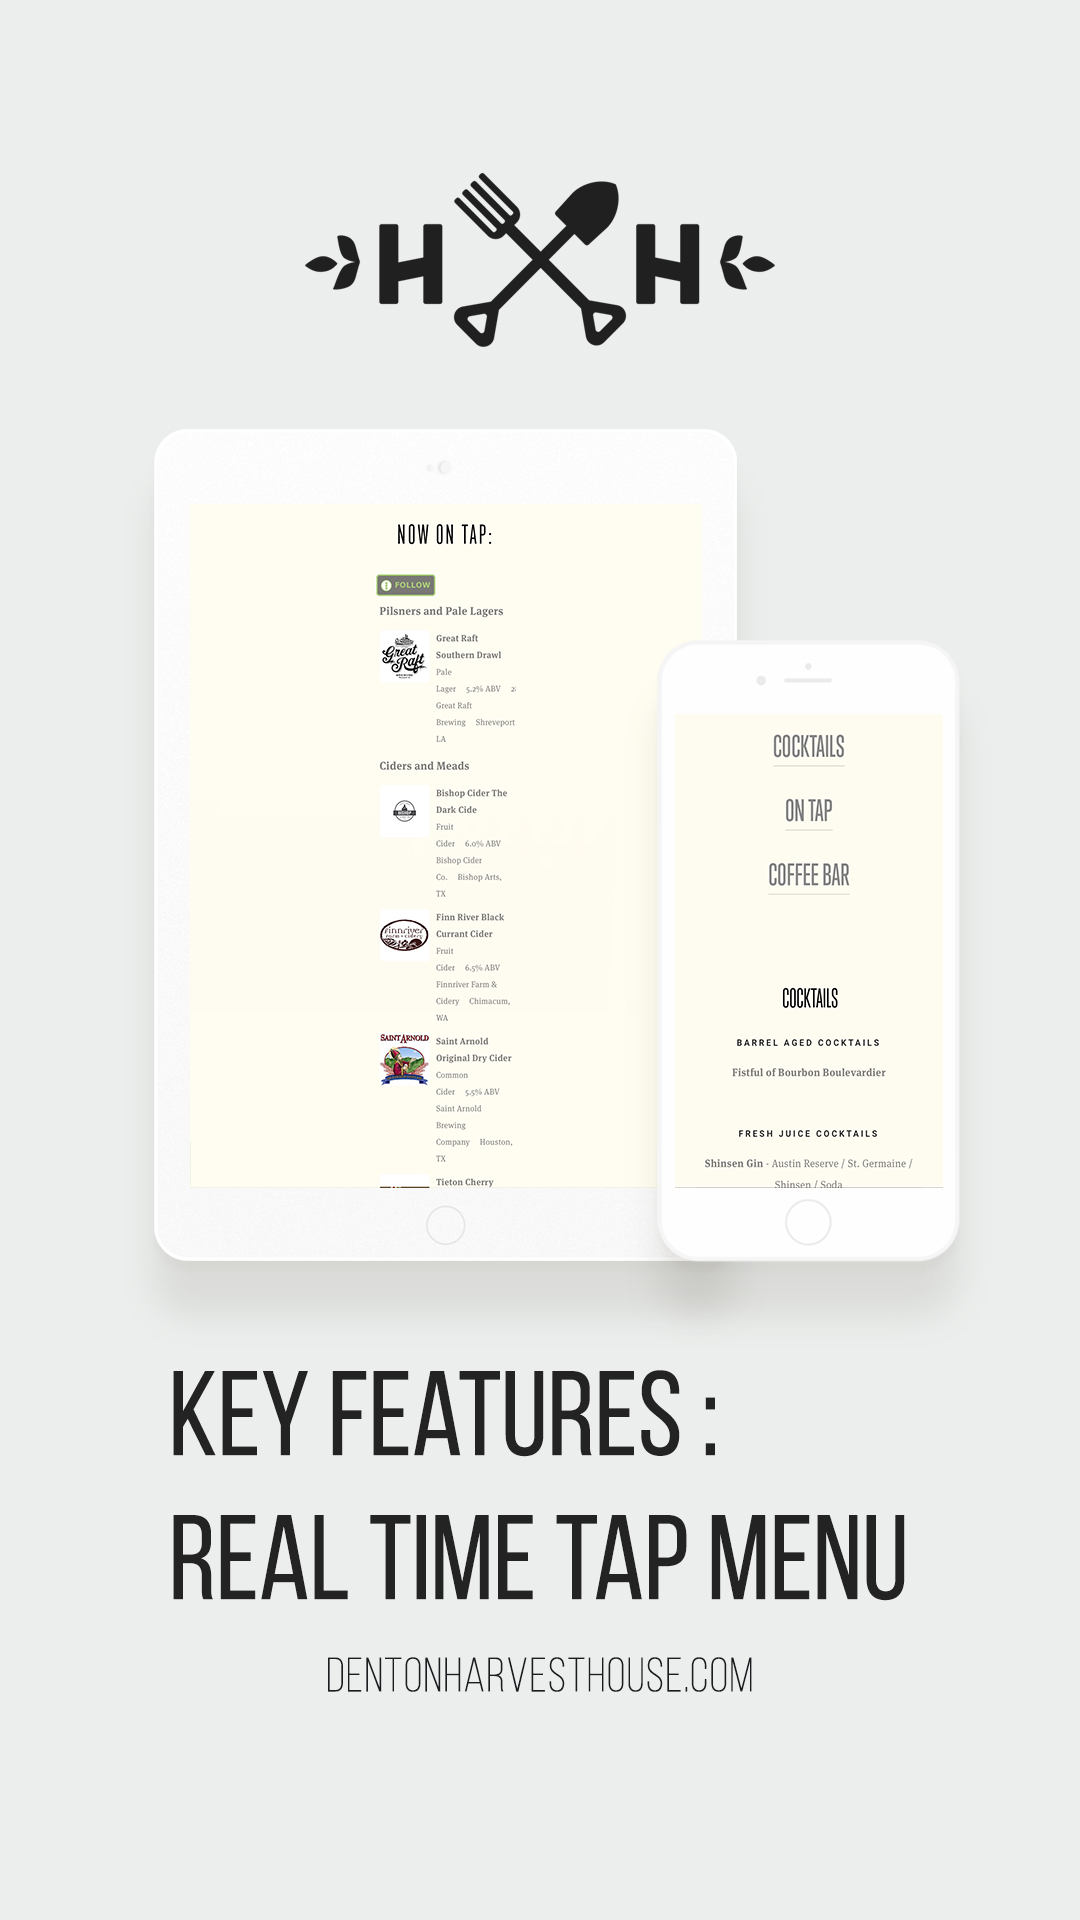 H H
NOW ON TAP:
FOLLOW
Pilsners and Pale Lagers
Great Raft
Great Raft
Southern Drawl
Pale
Lager 5.2% ABV
Great Raft
Brewing Shreveport
LA
Ciders and Meads
Bishop Cider The
Dark Cide
Fruit
Cider 6.0% ABV
Bishop Cider
Co. Bishop Arts,
TX
finnriver
farm + cidery
Finn River Black
Currant Cider
Fruit
Cider 6.5% ABV
Finnriver Farm &
Cidery Chimacum,
WA
SAINT ARNOLD
Saint Arnold
Original Dry Cider
Common
Cider 5.5% ABV
Saint Arnold
Brewing
Company Houston,
TX
Tieton Cherry
COCKTAILS
ON TAP
COFFEE BAR
COCKTAILS
BARREL AGED COCKTAILS
Fistful of Bourbon Boulevardier
FRESH JUICE COCKTAILS
Shinsen Gin - Austin Reserve / St. Germaine /
Shinsen / Soda
KEY FEATURES :
REAL TIME TAP MENU
DENTONHARVESTHOUSE.COM